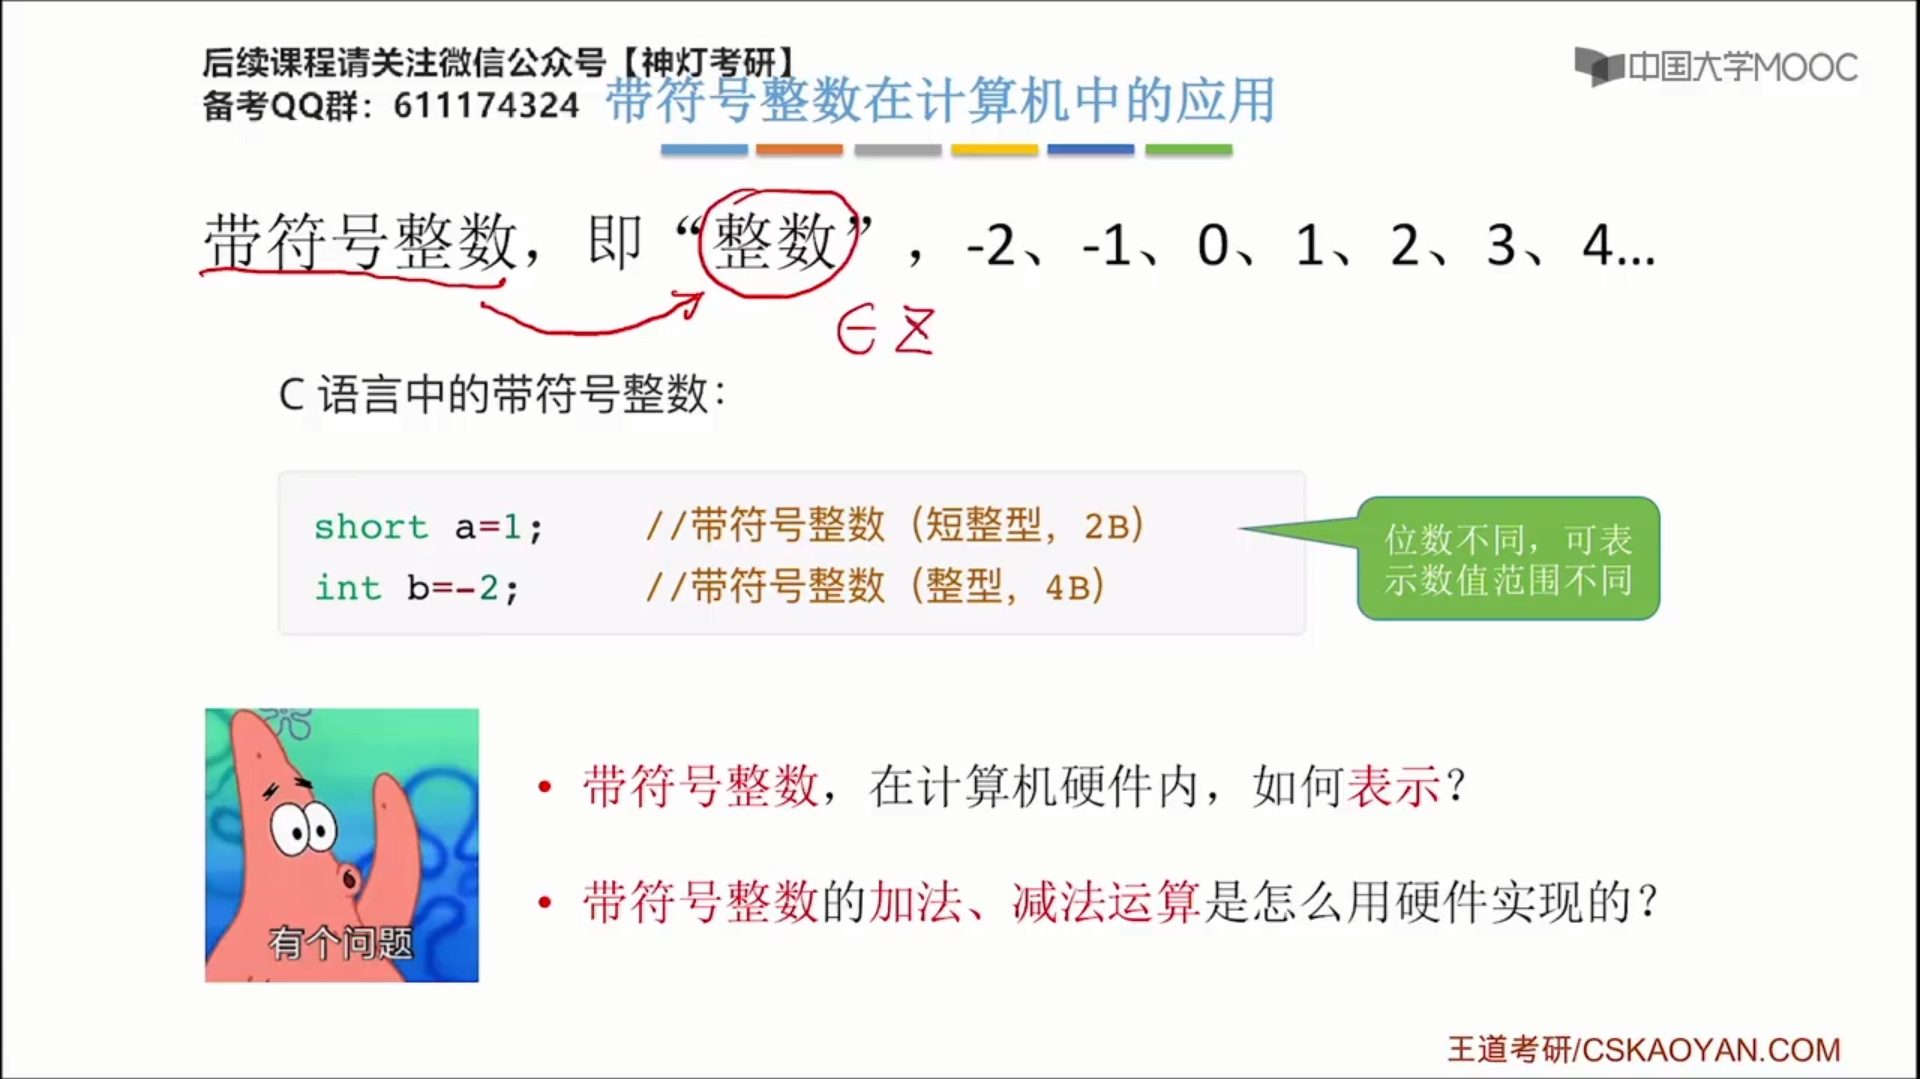 后续课程请关注微信公众号【神灯考研】
备考QQ群：611174324
中国大学MOOC
带符号整数在计算机中的应用
带符号整数，即“整数”，-2、-1、0、1、2、3、4...
∈ Z
C 语言中的带符号整数：
short a=1; //带符号整数（短整型，2B）
int b=-2; //带符号整数（整型，4B）
位数不同，可表
示数值范围不同
• 带符号整数，在计算机硬件内，如何表示？
• 带符号整数的加法、减法运算是怎么用硬件实现的？
有个问题
王道考研/CSKAOYAN.COM